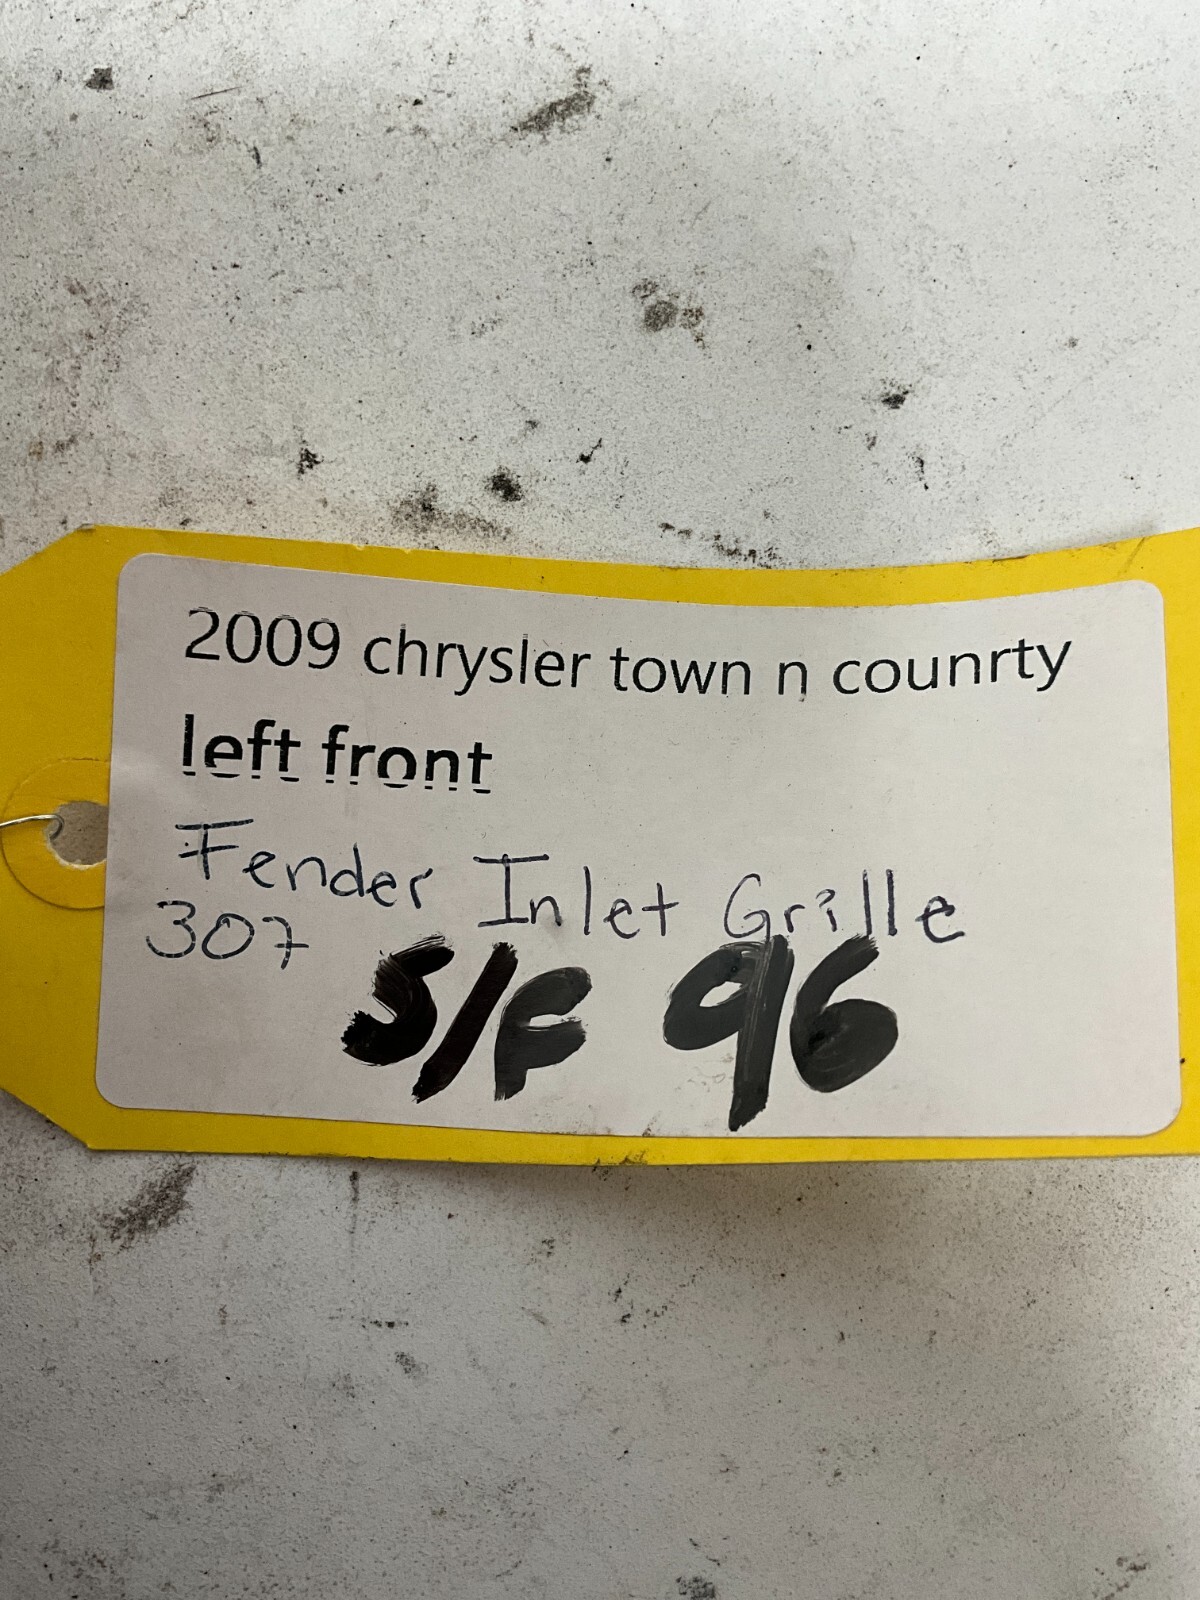 2009 chrysler town n counrty
left front
Fender Inlet Grille
307
S/F 96